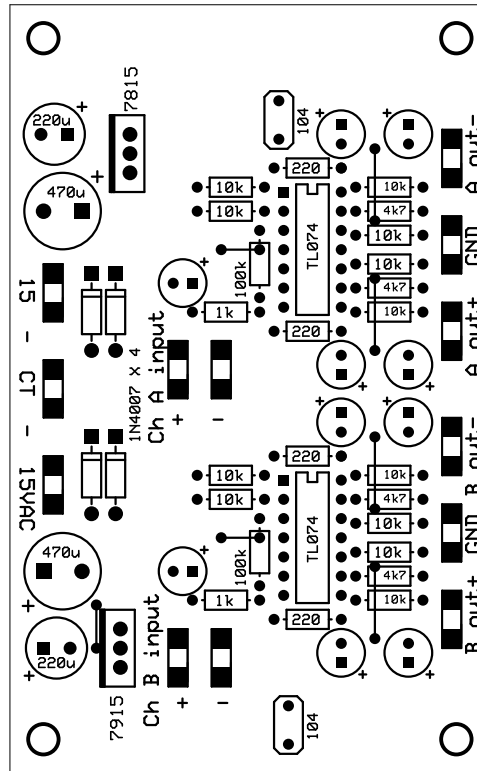 220u
+
7815
470u
+
104
+
+
220
10k
10k
TL074
10k
4k7
10k
10k
4k7
10k
A out-
GND
A out+
100k
+
1k
220
+
+
15 - CT - 15VAC
1N4007 X 4
Ch A input
+
-
+
+
220
10k
10k
TL074
10k
4k7
10k
10k
4k7
10k
B out-
GND
B out+
100k
+
1k
220
+
+
470u
+
220u
+
7915
Ch B input
+
-
104